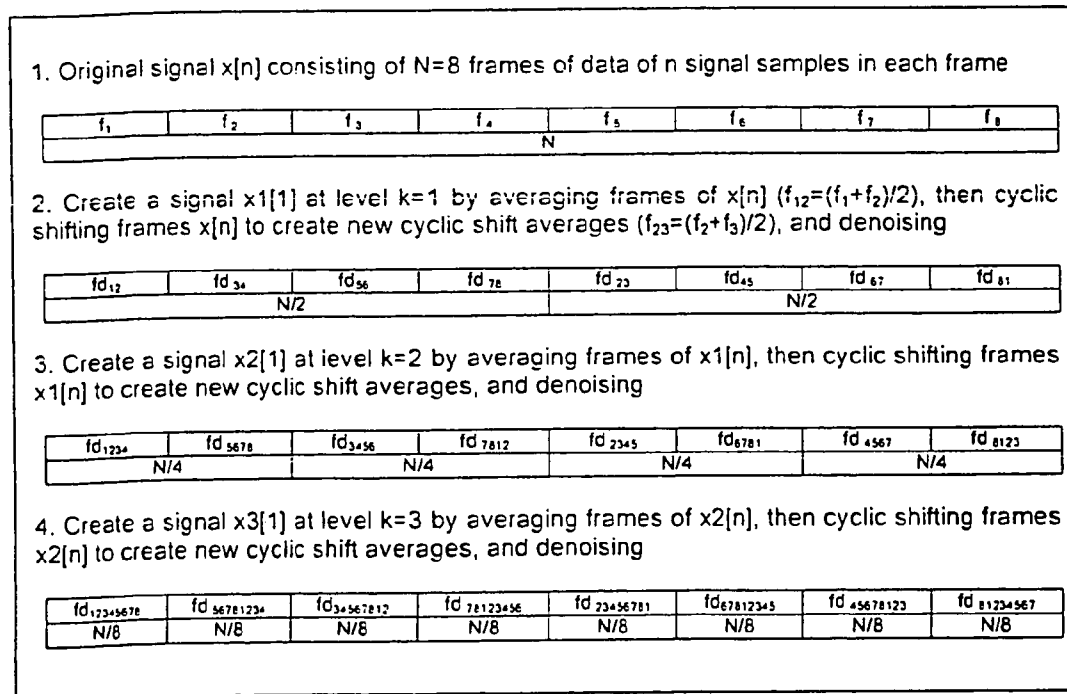 1. Original signal x[n] consisting of N=8 frames of data of n signal samples in each frame
f₁ f₂ f₃ f₄ f₅ f₆ f₇ f₈
N
2. Create a signal x1[1] at level k=1 by averaging frames of x[n] (f₁₂=(f₁+f₂)/2), then cyclic
shifting frames x[n] to create new cyclic shift averages (f₂₃=(f₂+f₃)/2), and denoising
fd₁₂ fd₃₄ fd₅₆ fd₇₈ fd₂₃ fd₄₅ fd₆₇ fd₈₁
N/2 N/2
3. Create a signal x2[1] at level k=2 by averaging frames of x1[n], then cyclic shifting frames
x1[n] to create new cyclic shift averages, and denoising
fd₁₂₃₄ fd₅₆₇₈ fd₃₄₅₆ fd₇₈₁₂ fd₂₃₄₅ fd₆₇₈₁ fd₄₅₆₇ fd₈₁₂₃
N/4 N/4 N/4 N/4
4. Create a signal x3[1] at level k=3 by averaging frames of x2[n], then cyclic shifting frames
x2[n] to create new cyclic shift averages, and denoising
fd₁₂₃₄₅₆₇₈ fd₅₆₇₈₁₂₃₄ fd₃₄₅₆₇₈₁₂ fd₇₈₁₂₃₄₅₆ fd₂₃₄₅₆₇₈₁ fd₆₇₈₁₂₃₄₅ fd₄₅₆₇₈₁₂₃ fd₈₁₂₃₄₅₆₇
N/8 N/8 N/8 N/8 N/8 N/8 N/8 N/8